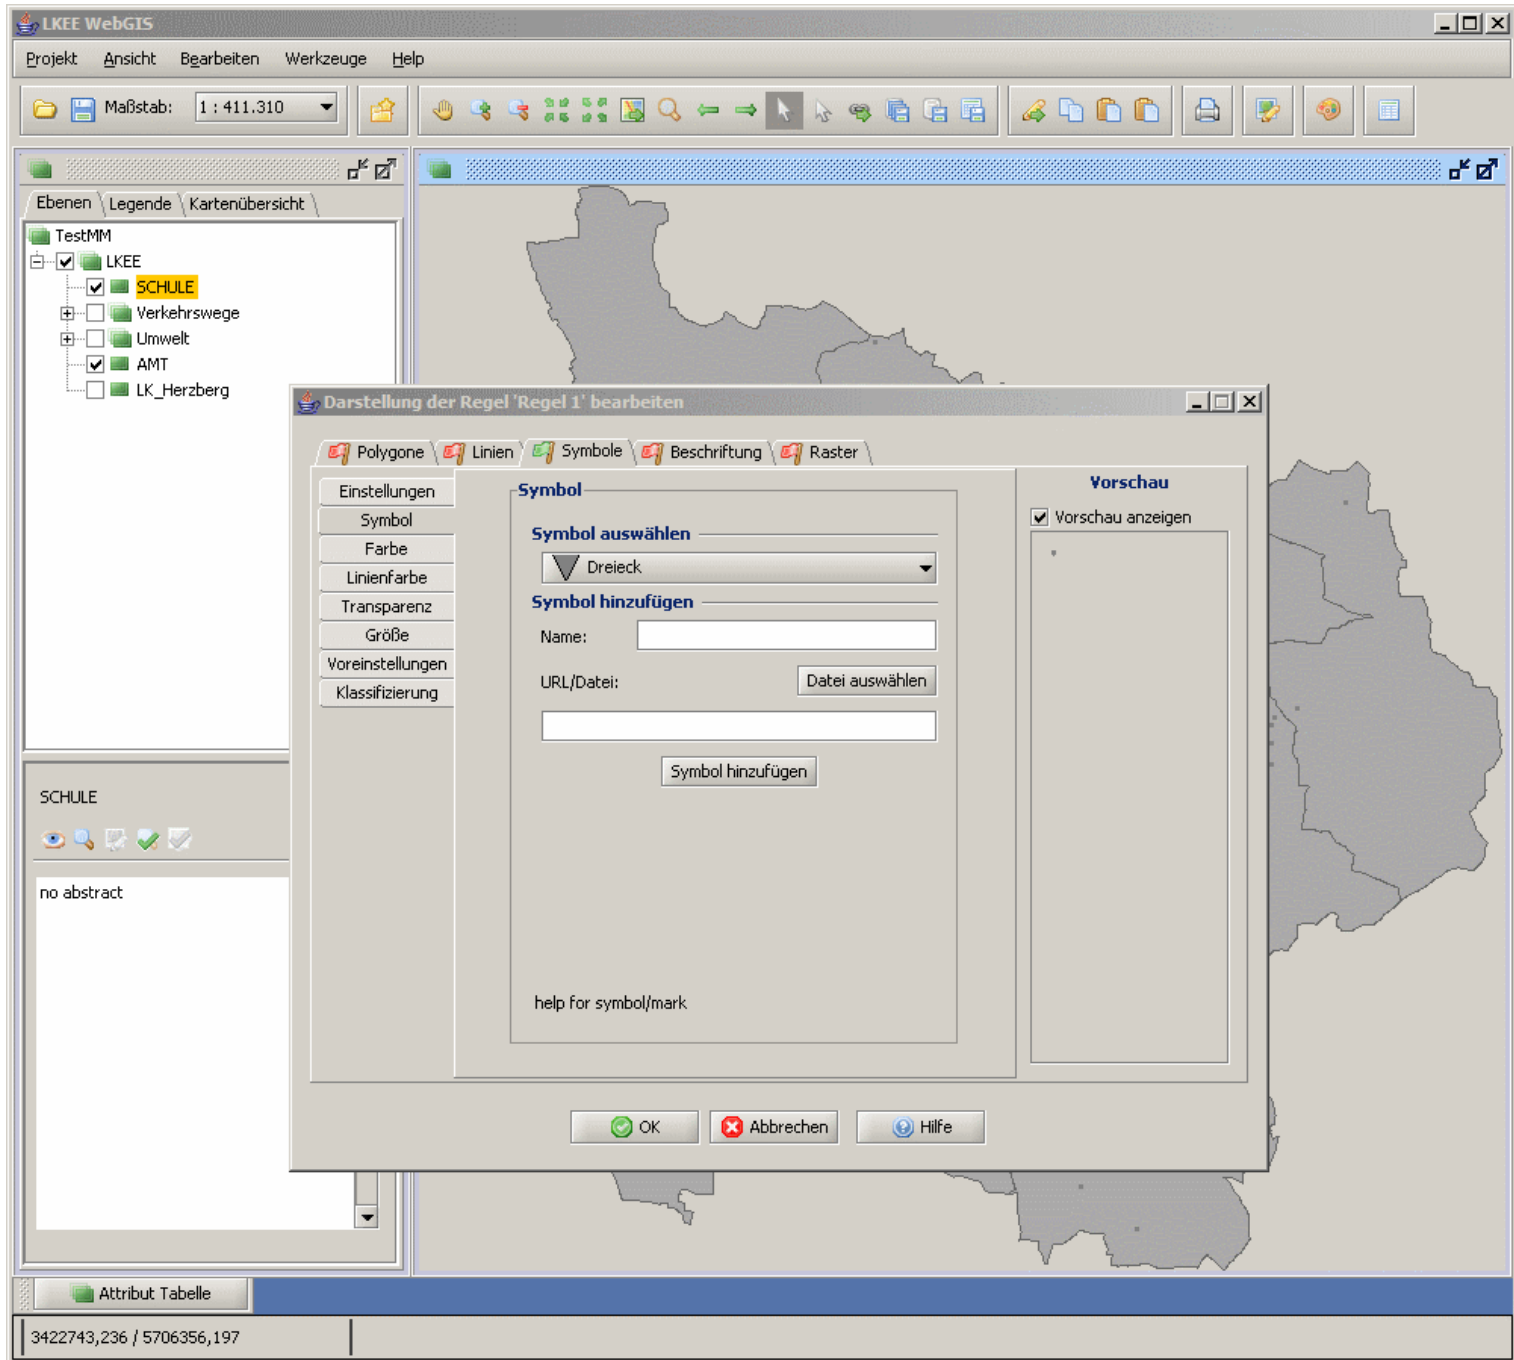 LKEE WebGIS
Projekt Ansicht Bearbeiten Werkzeuge Help
Maßstab: 1 : 411.310
Ebenen Legende Kartenübersicht
TestMM
LKEE
SCHULE
Verkehrswege
Umwelt
AMT
LK_Herzberg
Darstellung der Regel 'Regel 1' bearbeiten
Polygone Linien Symbole Beschriftung Raster
Einstellungen
Symbol
Farbe
Linienfarbe
Transparenz
Größe
Voreinstellungen
Klassifizierung
Symbol
Symbol auswählen
Dreieck
Symbol hinzufügen
Name:
URL/Datei: Datei auswählen
Symbol hinzufügen
help for symbol/mark
Vorschau
Vorschau anzeigen
OK Abbrechen Hilfe
SCHULE
no abstract
Attribut Tabelle
3422743,236 / 5706356,197